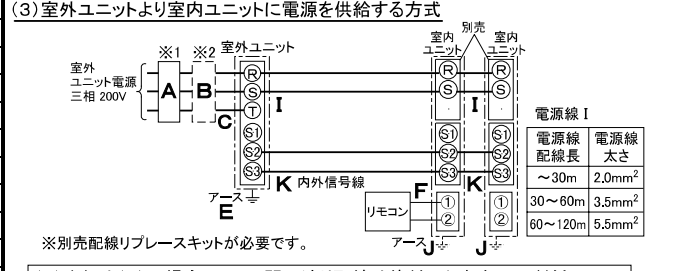 (3)室外ユニットより室内ユニットに電源を供給する方式
別売
※1 ※2 室外ユニット 室内ユニット 室内ユニット
室外
ユニット電源
三相 200V
A B C
R
S
T
S1
S2
S3
I
R
S
S1
S2
S3
I
R
S
S1
S2
S3
K 内外信号線 F K
アース
E
リモコン
①
②
①
②
アース J J
※別売配線リプレースキットが必要です。
電源線 I
電源線配線長 電源線太さ
～30m 2.0mm²
30～60m 3.5mm²
60～120m 5.5mm²